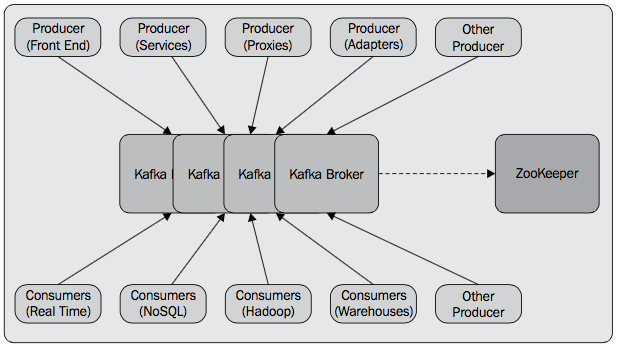 Producer
(Front End)
Producer
(Services)
Producer
(Proxies)
Producer
(Adapters)
Other
Producer
Kafka
Kafka
Kafka
Kafka Broker
ZooKeeper
Consumers
(Real Time)
Consumers
(NoSQL)
Consumers
(Hadoop)
Consumers
(Warehouses)
Other
Producer